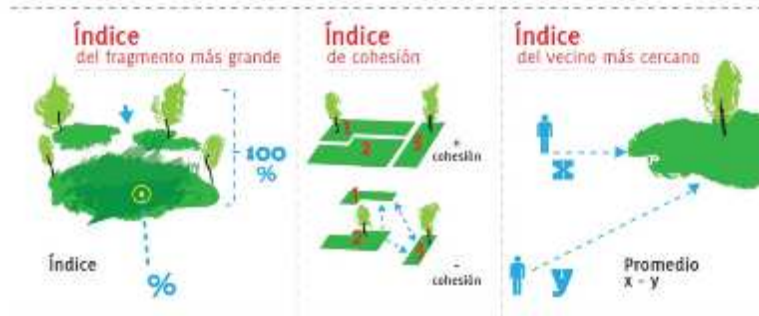 Índice
del fragmento más grande
100
%
Índice
%
Índice
de cohesión
1
2
3
+
cohesión
1
2
3
-
cohesión
Índice
del vecino más cercano
x
y
Promedio
x - y